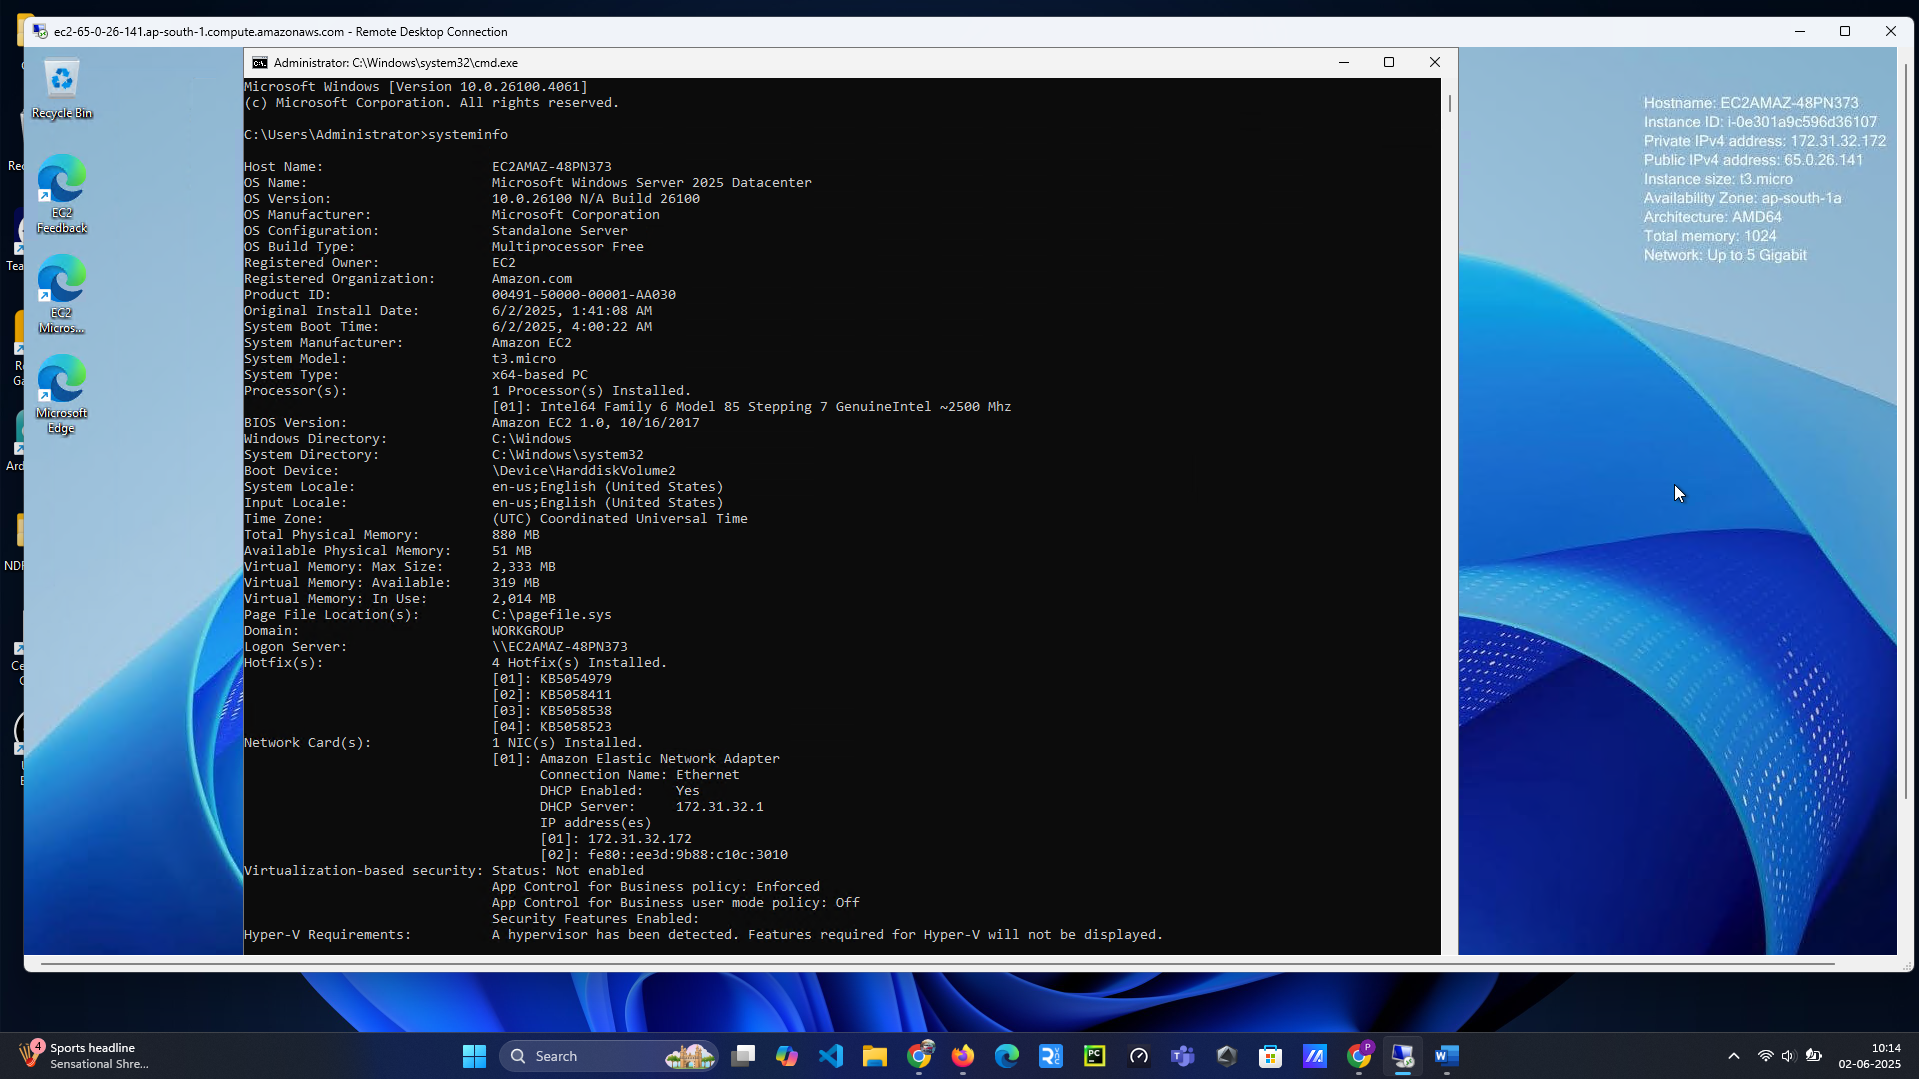 ec2-65-0-26-141.ap-south-1.compute.amazonaws.com - Remote Desktop Connection
Administrator: C:\Windows\system32\cmd.exe
Recycle Bin
EC2
Feedback
EC2
Micros...
Microsoft
Edge
Microsoft Windows [Version 10.0.26100.4061]
(c) Microsoft Corporation. All rights reserved.
C:\Users\Administrator>systeminfo
Host Name: EC2AMAZ-48PN373
OS Name: Microsoft Windows Server 2025 Datacenter
OS Version: 10.0.26100 N/A Build 26100
OS Manufacturer: Microsoft Corporation
OS Configuration: Standalone Server
OS Build Type: Multiprocessor Free
Registered Owner: EC2
Registered Organization: Amazon.com
Product ID: 00491-50000-00001-AA030
Original Install Date: 6/2/2025, 1:41:08 AM
System Boot Time: 6/2/2025, 4:00:22 AM
System Manufacturer: Amazon EC2
System Model: t3.micro
System Type: x64-based PC
Processor(s): 1 Processor(s) Installed.
[01]: Intel64 Family 6 Model 85 Stepping 7 GenuineIntel ~2500 Mhz
BIOS Version: Amazon EC2 1.0, 10/16/2017
Windows Directory: C:\Windows
System Directory: C:\Windows\system32
Boot Device: \Device\HarddiskVolume2
System Locale: en-us;English (United States)
Input Locale: en-us;English (United States)
Time Zone: (UTC) Coordinated Universal Time
Total Physical Memory: 880 MB
Available Physical Memory: 51 MB
Virtual Memory: Max Size: 2,333 MB
Virtual Memory: Available: 319 MB
Virtual Memory: In Use: 2,014 MB
Page File Location(s): C:\pagefile.sys
Domain: WORKGROUP
Logon Server: \\EC2AMAZ-48PN373
Hotfix(s): 4 Hotfix(s) Installed.
[01]: KB5054979
[02]: KB5058411
[03]: KB5058538
[04]: KB5058523
Network Card(s): 1 NIC(s) Installed.
[01]: Amazon Elastic Network Adapter
Connection Name: Ethernet
DHCP Enabled: Yes
DHCP Server: 172.31.32.1
IP address(es)
[01]: 172.31.32.172
[02]: fe80::ee3d:9b88:c10c:3010
Virtualization-based security: Status: Not enabled
App Control for Business policy: Enforced
App Control for Business user mode policy: Off
Security Features Enabled:
Hyper-V Requirements: A hypervisor has been detected. Features required for Hyper-V will not be displayed.
Hostname: EC2AMAZ-48PN373
Instance ID: i-0e301a9c596d36107
Private IPv4 address: 172.31.32.172
Public IPv4 address: 65.0.26.141
Instance size: t3.micro
Availability Zone: ap-south-1a
Architecture: AMD64
Total memory: 1024
Network: Up to 5 Gigabit
4
Sports headline
Sensational Shre...
Search
10:14
02-06-2025